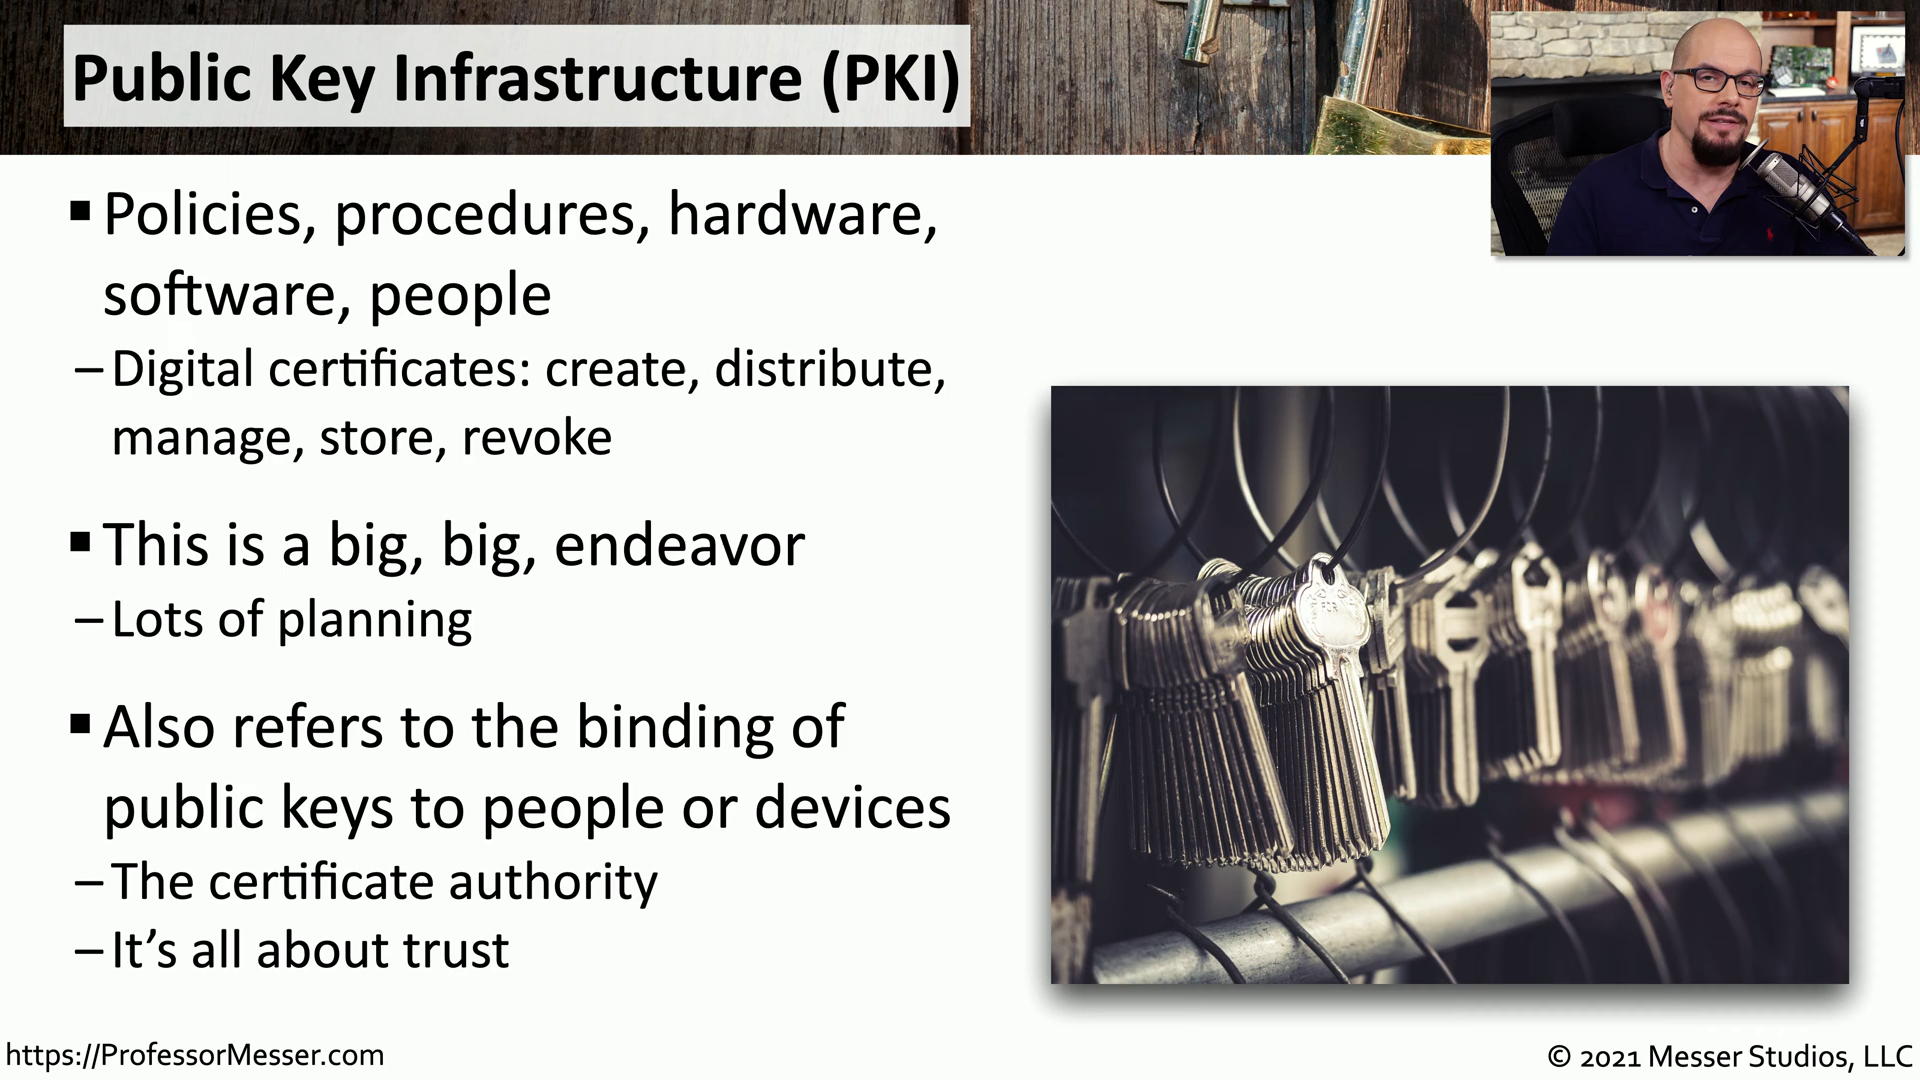 Public Key Infrastructure (PKI)
▪ Policies, procedures, hardware,
software, people
– Digital certificates: create, distribute,
manage, store, revoke
▪ This is a big, big, endeavor
– Lots of planning
▪ Also refers to the binding of
public keys to people or devices
– The certificate authority
– It’s all about trust
https://ProfessorMesser.com
© 2021 Messer Studios, LLC